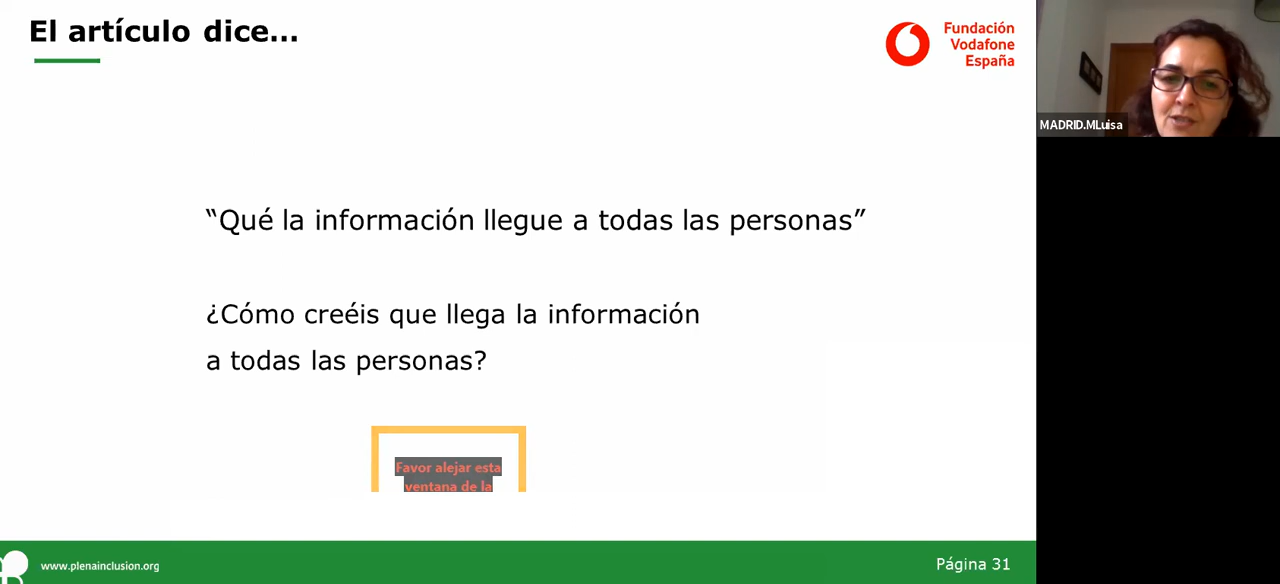 El artículo dice...
Fundación
Vodafone
España
MADRID.MLuisa
“Qué la información llegue a todas las personas”
¿Cómo creéis que llega la información
a todas las personas?
Favor alejar esta
ventana de la
www.plenainclusion.org
Página 31